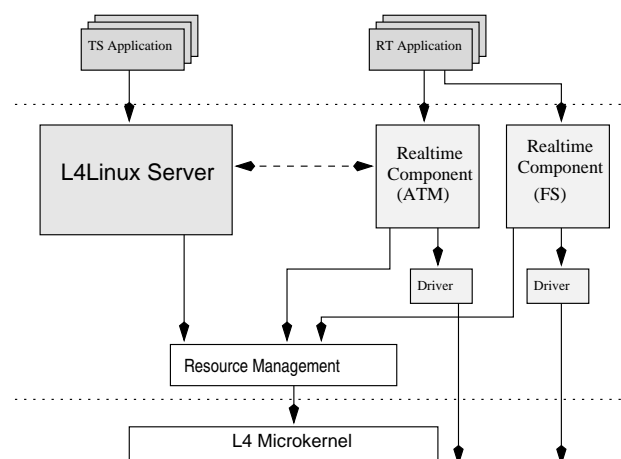 TS Application
RT Application
L4Linux Server
Realtime
Component
(ATM)
Realtime
Component
(FS)
Driver
Driver
Resource Management
L4 Microkernel